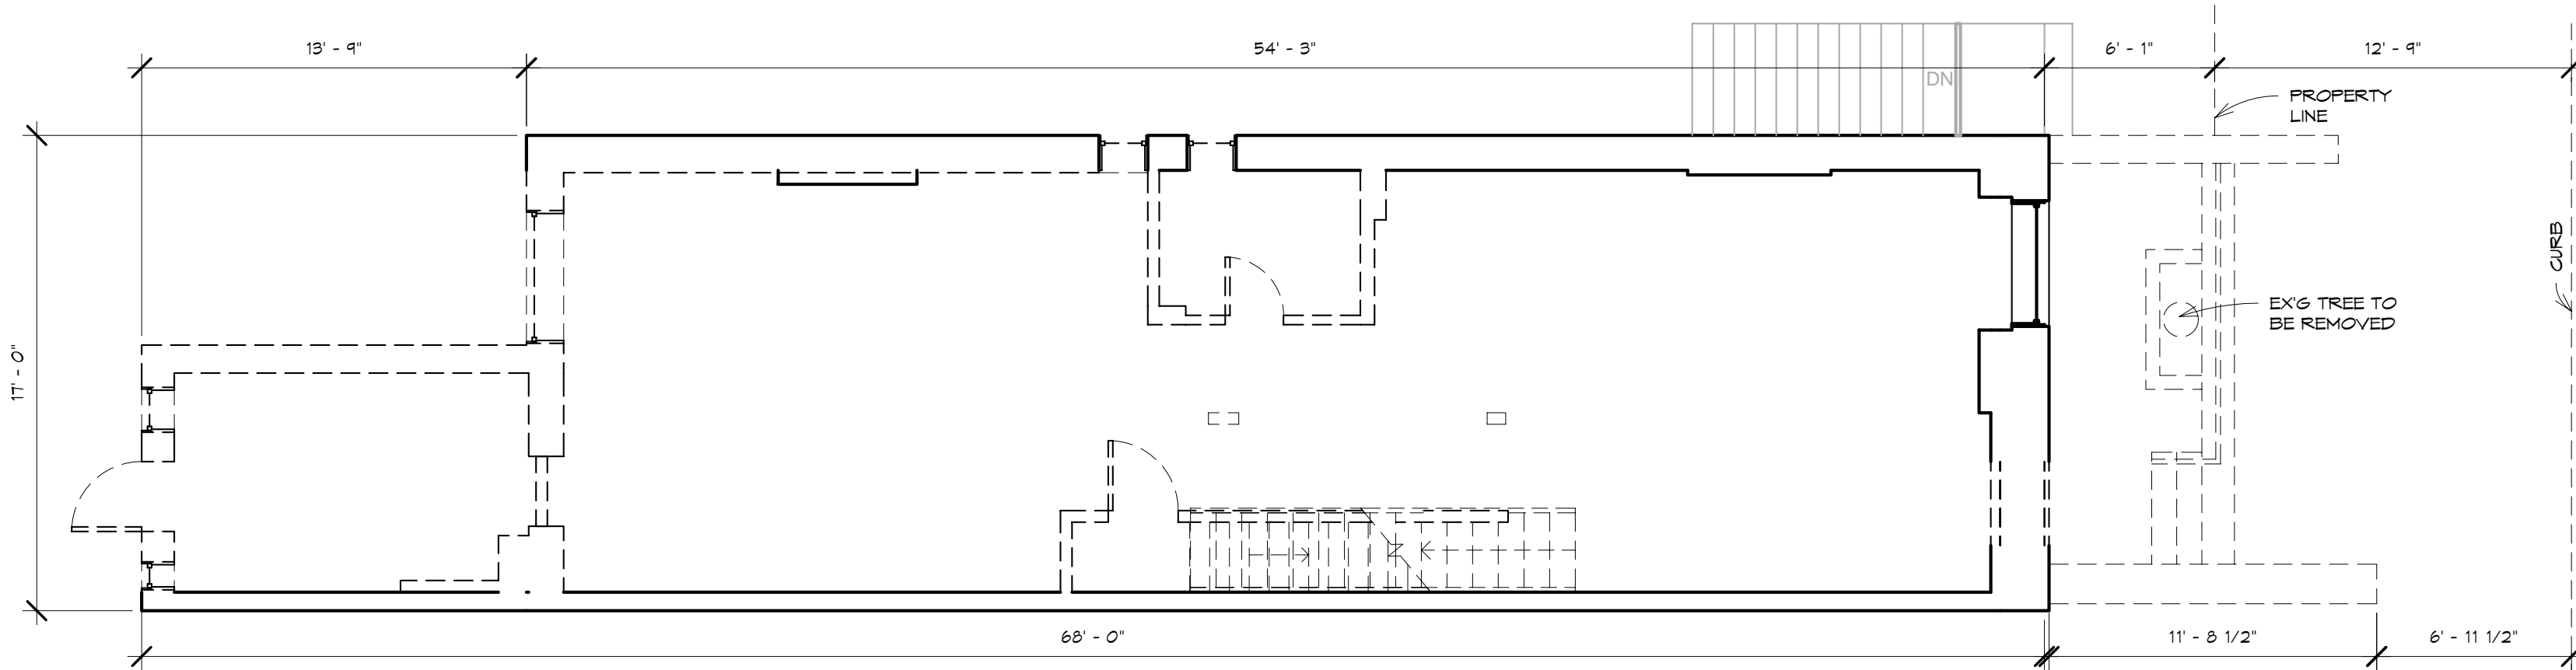 13' - 9"
54' - 3"
6' - 1"
12' - 9"
DN
PROPERTY
LINE
CURB
17' - 0"
EX'G TREE TO
BE REMOVED
68' - 0"
11' - 8 1/2"
6' - 11 1/2"